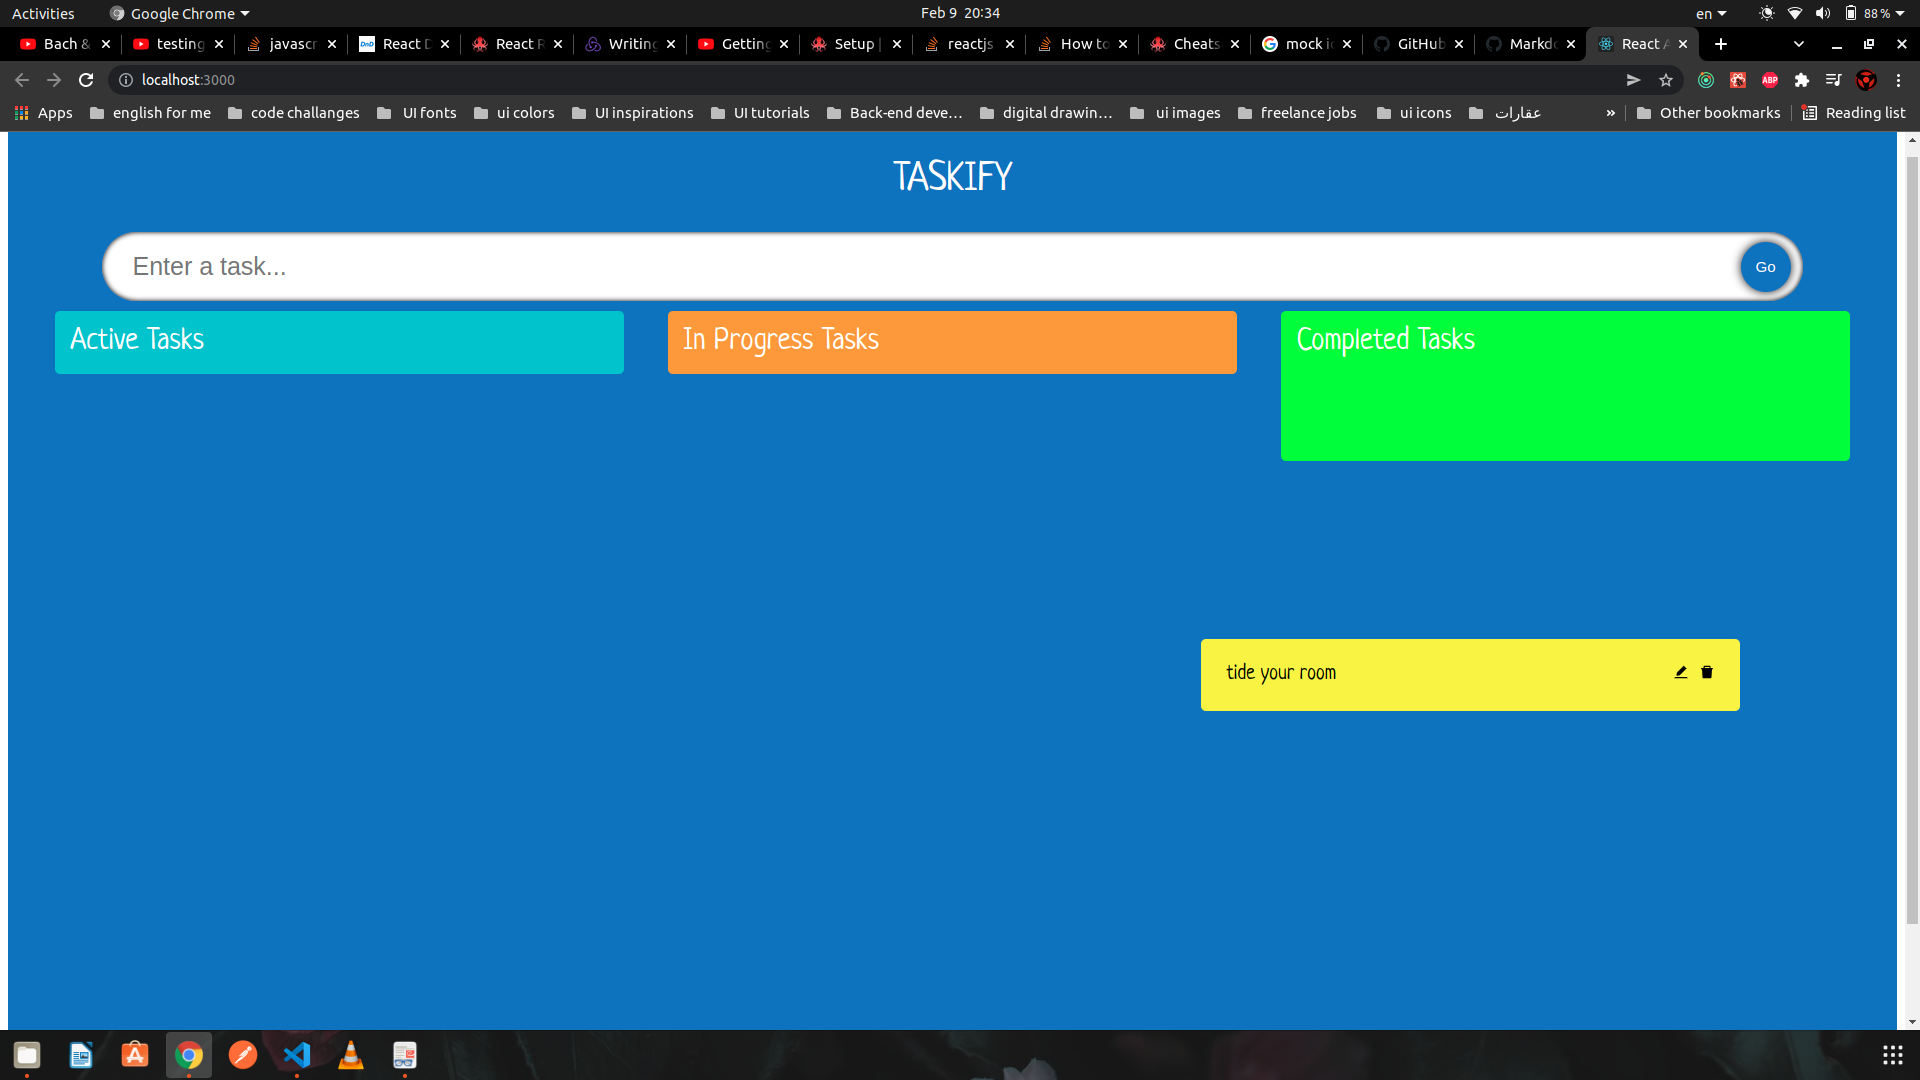 Activities Google Chrome Feb 9 20:34 en 88 %
Bach & testing javascr React D React R Writing Getting Setup | reactjs How to Cheats mock ic GitHub Markdo React A
localhost:3000
Apps english for me code challanges UI fonts ui colors UI inspirations UI tutorials Back-end deve... digital drawin... ui images freelance jobs ui icons عقارات » Other bookmarks Reading list
ABP
TASKIFY
Enter a task... Go
Active Tasks In Progress Tasks Completed Tasks
tide your room